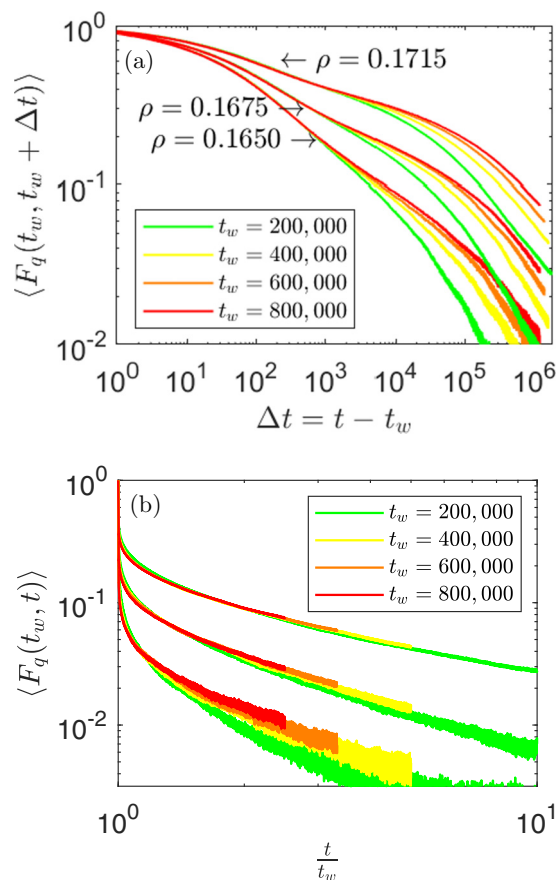 10^0
(a)
← ρ = 0.1715
ρ = 0.1675 →
ρ = 0.1650 →
10^{-1}
⟨F_q(t_w, t_w + Δt)⟩
t_w = 200,000
t_w = 400,000
t_w = 600,000
t_w = 800,000
10^{-2}
10^0 10^1 10^2 10^3 10^4 10^5 10^6
Δt = t − t_w
10^0
(b)
t_w = 200,000
t_w = 400,000
t_w = 600,000
t_w = 800,000
10^{-1}
⟨F_q(t_w, t)⟩
10^{-2}
10^0 10^1
t/t_w